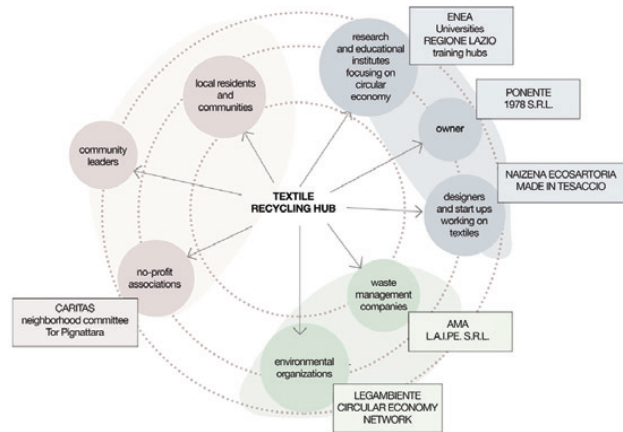 ENEA
Universities
REGIONE LAZIO
training hubs
research
and educational
institutes
focusing on
circular
economy
local residents
and
communities
PONENTE
1978 S.R.L.
owner
community
leaders
NAIZENA ECOSARTORIA
MADE IN TESACCIO
TEXTILE
RECYCLING HUB
designers
and start ups
working on
textiles
no-profit
associations
waste
management
companies
CARITAS
neighborhood committee
Tor Pignattara
AMA
L.A.I.PE. S.R.L.
environmental
organizations
LEGAMBIENTE
CIRCULAR ECONOMY
NETWORK